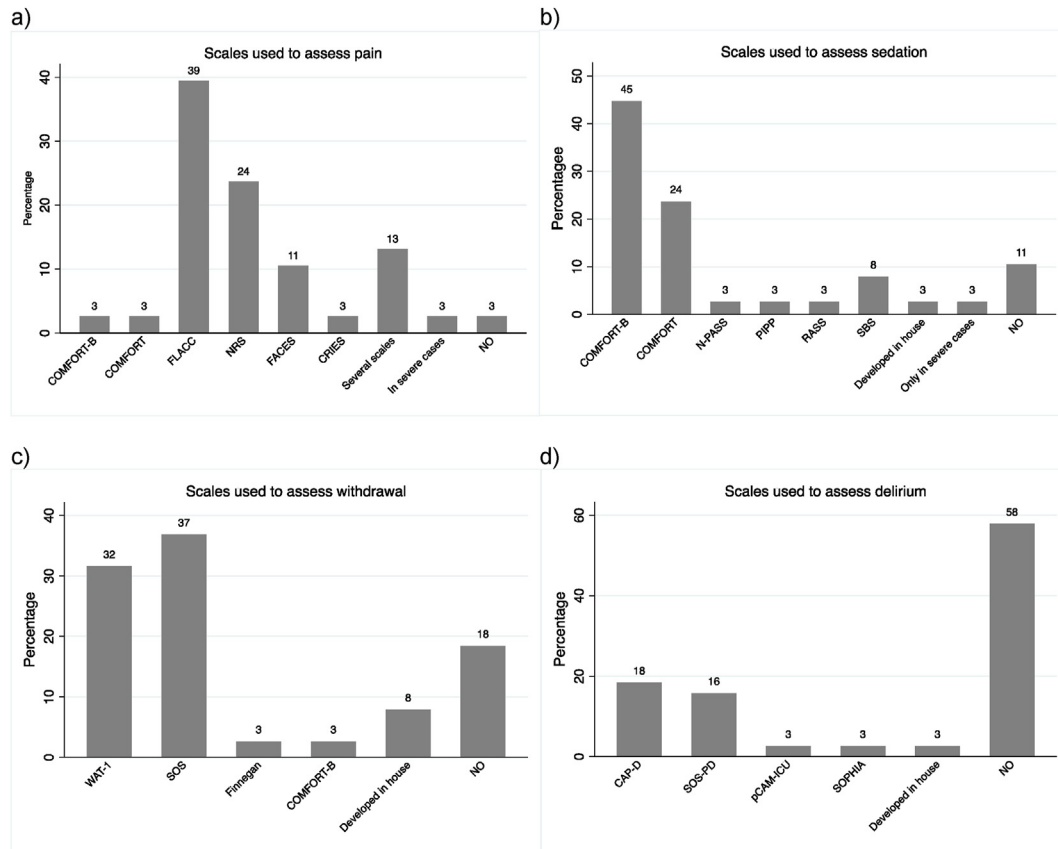 a)
Scales used to assess pain
Percentage
0
10
20
30
40
3
3
39
24
11
3
13
3
3
COMFORT-B
COMFORT
FLACC
NRS
FACES
CRIES
Several scales
In severe cases
NO
b)
Scales used to assess sedation
Percentagee
0
10
20
30
40
50
45
24
3
3
3
8
3
3
11
COMFORT-B
COMFORT
N-PASS
PIPP
RASS
SBS
Developed in house
Only in severe cases
NO
c)
Scales used to assess withdrawal
Percentage
0
10
20
30
40
32
37
3
3
8
18
WAT-1
SOS
Finnegan
COMFORT-B
Developed in house
NO
d)
Scales used to assess delirium
Percentage
0
20
40
60
18
16
3
3
3
58
CAP-D
SOS-PD
pCAM-ICU
SOPHIA
Developed in house
NO